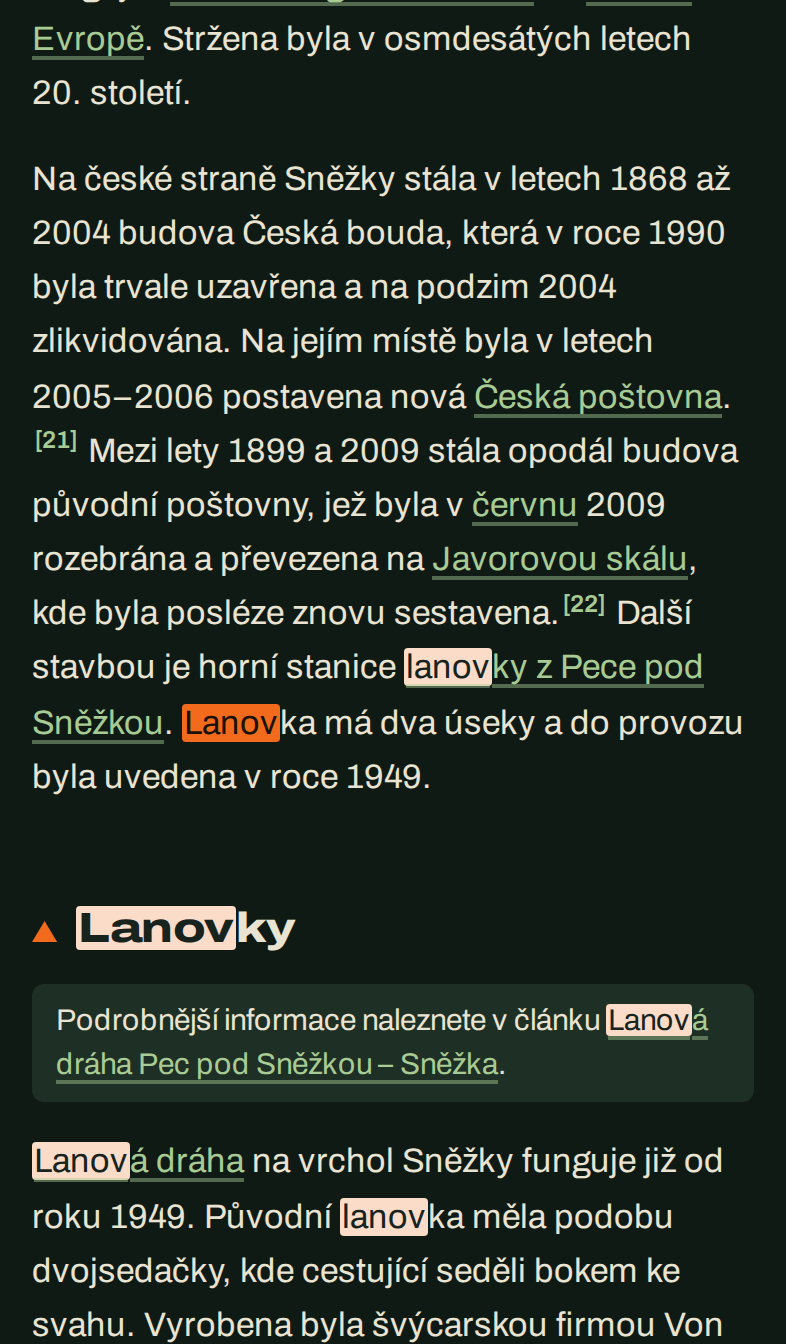 Evropě. Stržena byla v osmdesátých letech
20. století.
Na české straně Sněžky stála v letech 1868 až
2004 budova Česká bouda, která v roce 1990
byla trvale uzavřena a na podzim 2004
zlikvidována. Na jejím místě byla v letech
2005–2006 postavena nová Česká poštovna.
[21] Mezi lety 1899 a 2009 stála opodál budova
původní poštovny, jež byla v červnu 2009
rozebrána a převezena na Javorovou skálu,
kde byla posléze znovu sestavena.[22] Další
stavbou je horní stanice lanovky z Pece pod
Sněžkou. Lanovka má dva úseky a do provozu
byla uvedena v roce 1949.
Lanovky
Podrobnější informace naleznete v článku Lanová
dráha Pec pod Sněžkou – Sněžka.
Lanová dráha na vrchol Sněžky funguje již od
roku 1949. Původní lanovka měla podobu
dvojsedačky, kde cestující seděli bokem ke
svahu. Vyrobena byla švýcarskou firmou Von